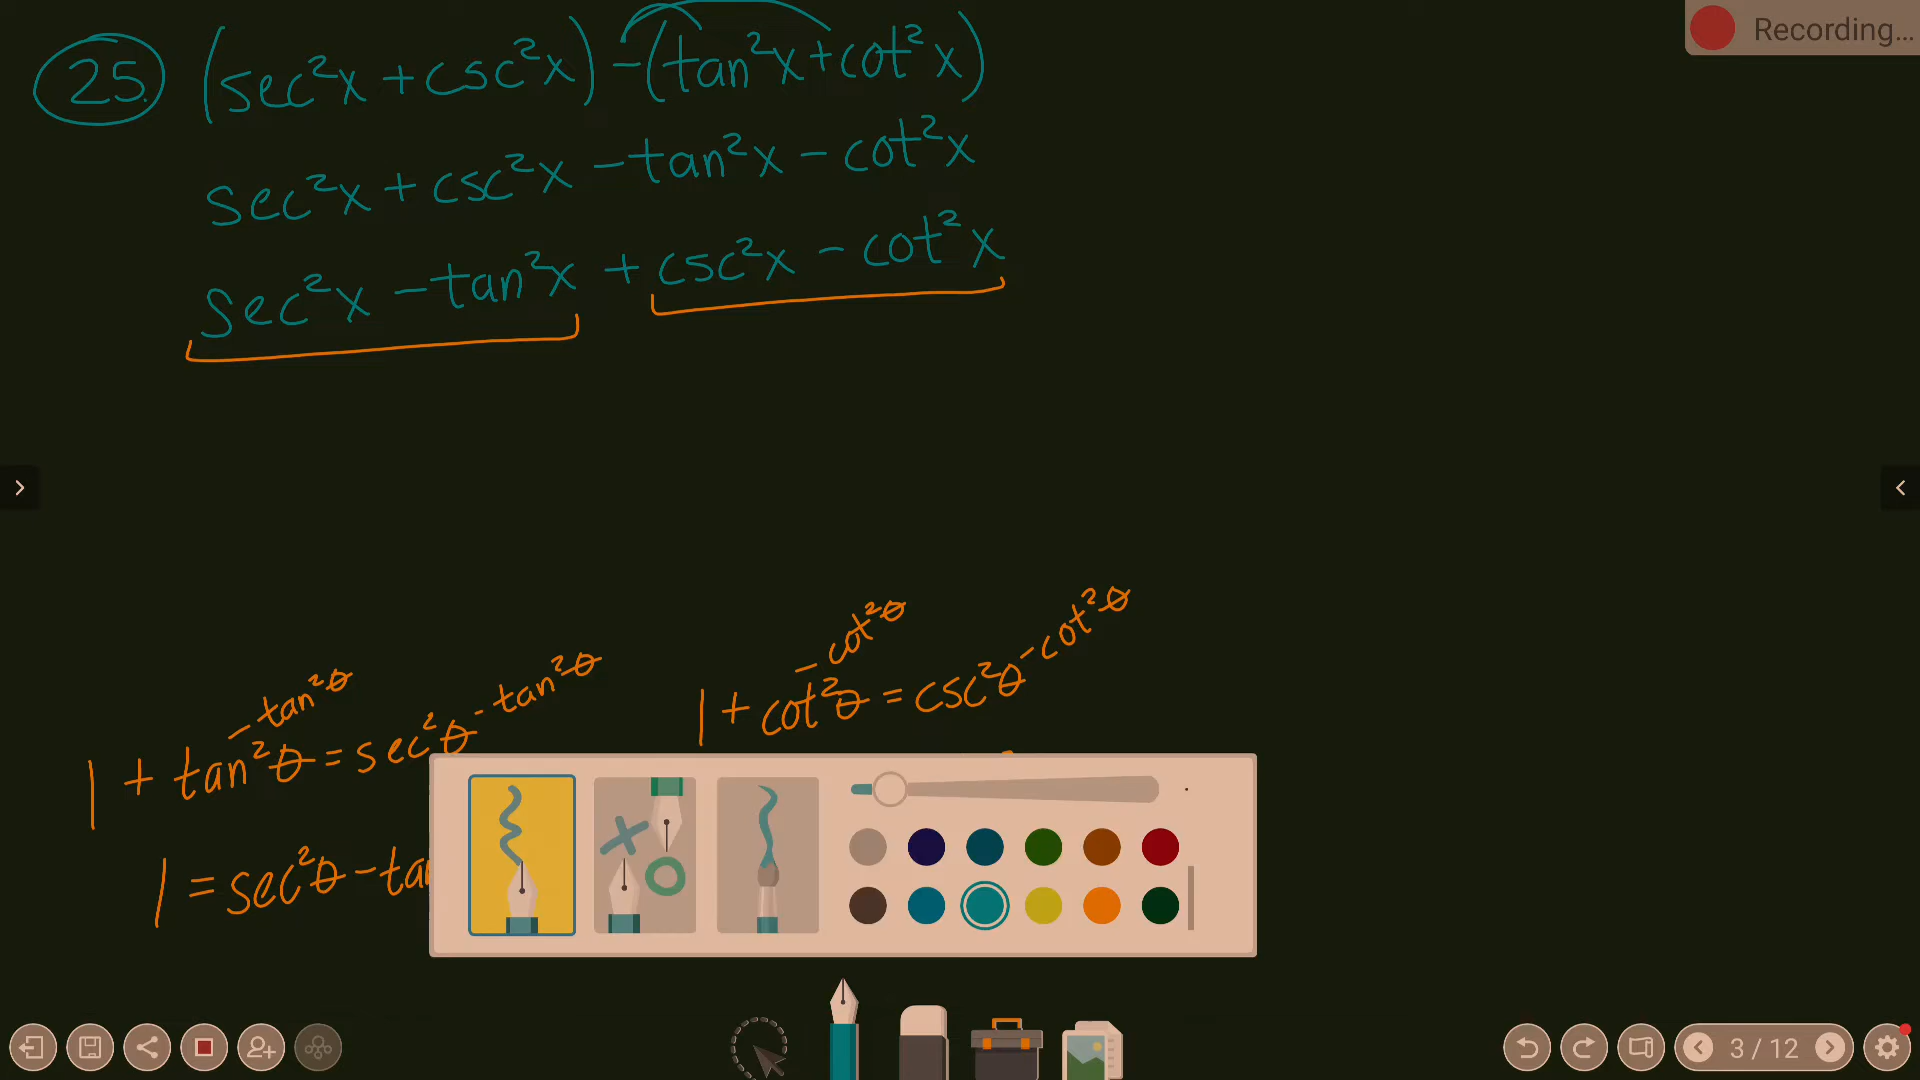 Recording...
25 (sec²x + csc²x) - (tan²x + cot²x)
sec²x + csc²x - tan²x - cot²x
sec²x - tan²x + csc²x - cot²x
-tan²θ -tan²θ
1 + tan²θ = sec²θ
-cot²θ -cot²θ
1 + cot²θ = csc²θ
1 = sec²θ - tan
3 / 12